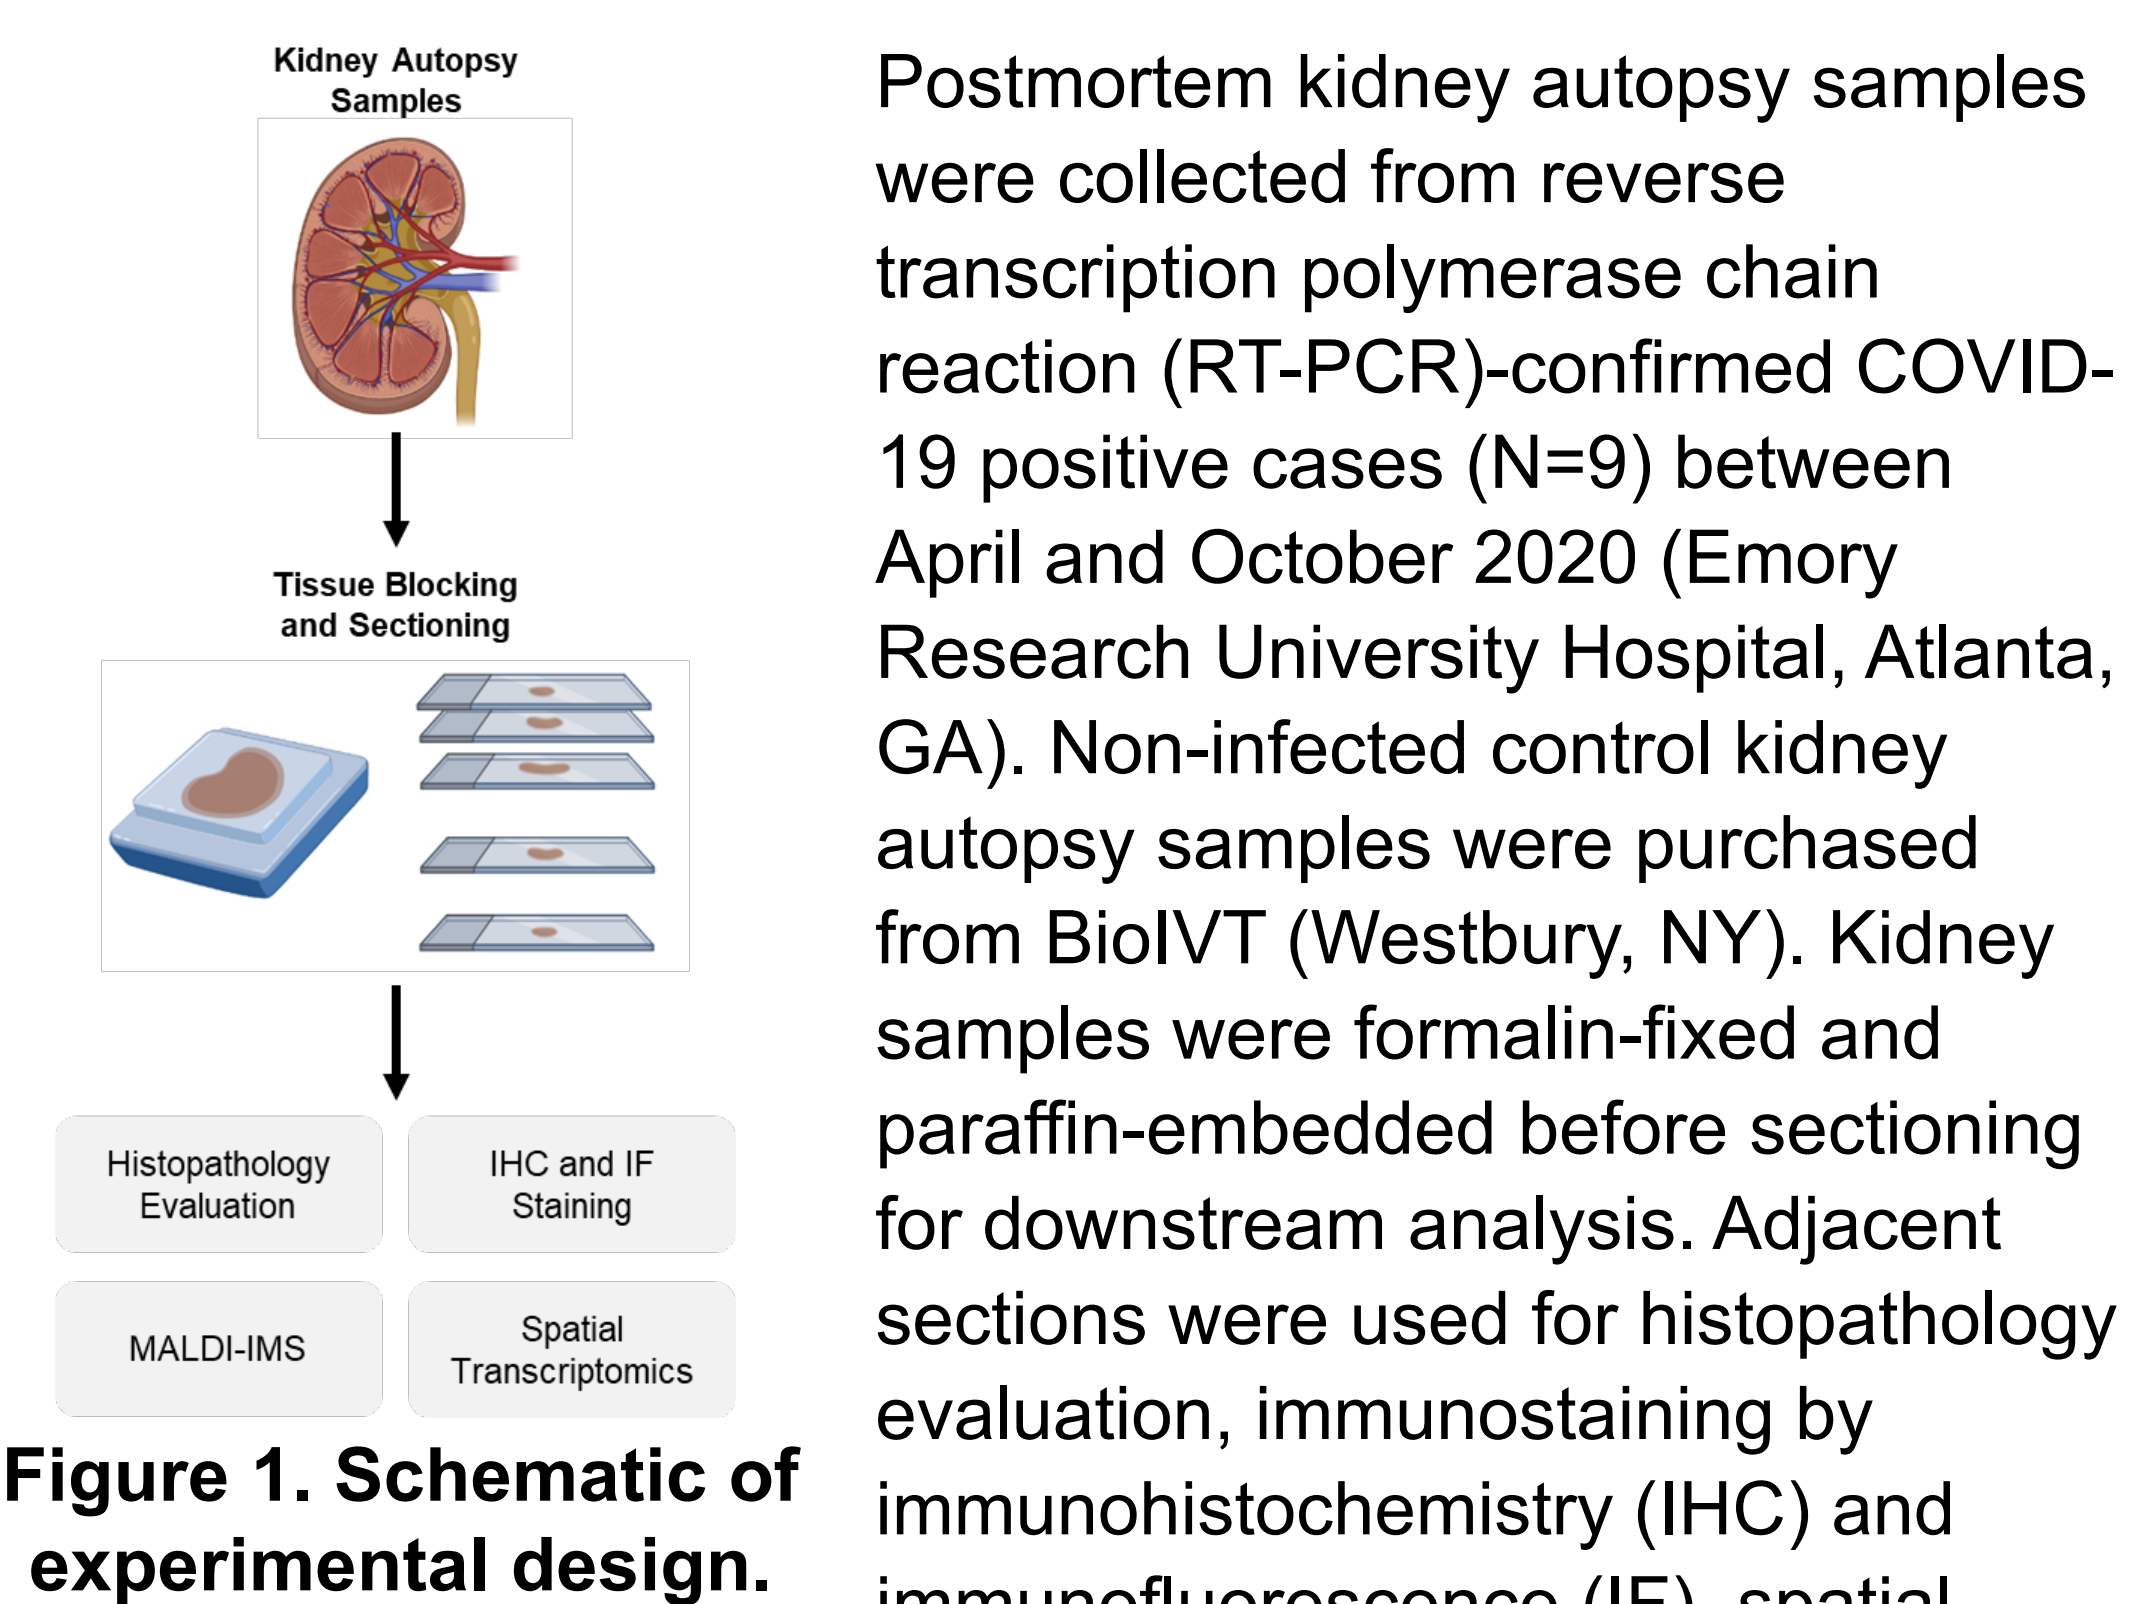 Kidney Autopsy
Samples
Tissue Blocking
and Sectioning
Histopathology
Evaluation
IHC and IF
Staining
MALDI-IMS
Spatial
Transcriptomics
Figure 1. Schematic of
experimental design.
Postmortem kidney autopsy samples
were collected from reverse
transcription polymerase chain
reaction (RT-PCR)-confirmed COVID-
19 positive cases (N=9) between
April and October 2020 (Emory
Research University Hospital, Atlanta,
GA). Non-infected control kidney
autopsy samples were purchased
from BioIVT (Westbury, NY). Kidney
samples were formalin-fixed and
paraffin-embedded before sectioning
for downstream analysis. Adjacent
sections were used for histopathology
evaluation, immunostaining by
immunohistochemistry (IHC) and
immunofluorescence (IF), spatial